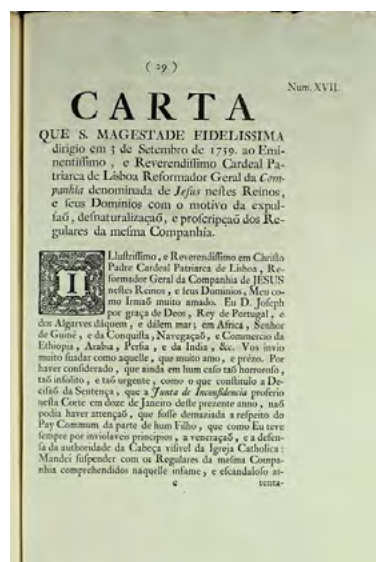 ( 29 )
Num. XVII.
CARTA
QUE S. MAGESTADE FIDELISSIMA
dirigio em 3 de Setembro de 1759. ao Emi-
nentiſſimo , e Reverendiſſimo Cardeal Pa-
triarca de Lisboa Reformador Geral da Com-
panhia denominada de Jeſus neſtes Reinos,
e ſeus Dominios com o motivo da expul-
ſaõ, deſnaturalizaçaõ, e proſcripçaõ dos Re-
gulares da meſma Companhia.
ILluſtriſſimo, e Reverendiſſimo em Chriſto
Padre Cardeal Patriarca de Lisboa, Re-
formador Geral da Companhia de JESUS
neſtes Reinos, e ſeus Dominios, Meu co-
mo Irmaõ muito amado. Eu D. Joſeph
por graça de Deos, Rey de Portugal, e
dos Algarves dáquem, e dálem mar; em Africa, Senhor
de Guiné, e da Conquiſta, Navegaçaõ, e Commercio da
Ethiopia, Arabia, Perſia, e da India, &c. Vos invio
muito ſaudar como aquelle, que muito amo, e prézo. Por
haver conſiderado, que ainda em hum caſo taõ horroroſo,
taõ inſolito, e taõ urgente, como o que conſtituîo a De-
ciſaõ da Sentença, que a Junta de Inconfidencia proferio
neſta Corte em doze de Janeiro deſte prezente anno, naõ
podia haver attençaõ, que foſſe demaziada a reſpeito do
Pay Commum da parte de hum Filho, que como Eu teve
ſempre por inviolaveis principios, a veneraçaõ, e a defen-
ſa da authoridade da Cabeça viſivel da Igreja Catholica:
Mandei ſuſpender com os Regulares da meſma Compa-
nhia comprehendidos naquelle infame, e eſcandaloſo at-
e
tenta-